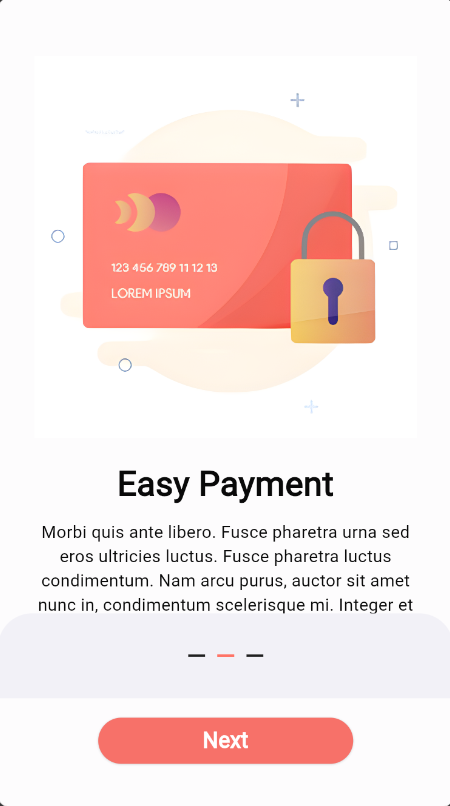 123 456 789 11 12 13
LOREM IPSUM
Easy Payment
Morbi quis ante libero. Fusce pharetra urna sed
eros ultricies luctus. Fusce pharetra luctus
condimentum. Nam arcu purus, auctor sit amet
nunc in, condimentum scelerisque mi. Integer et
Next